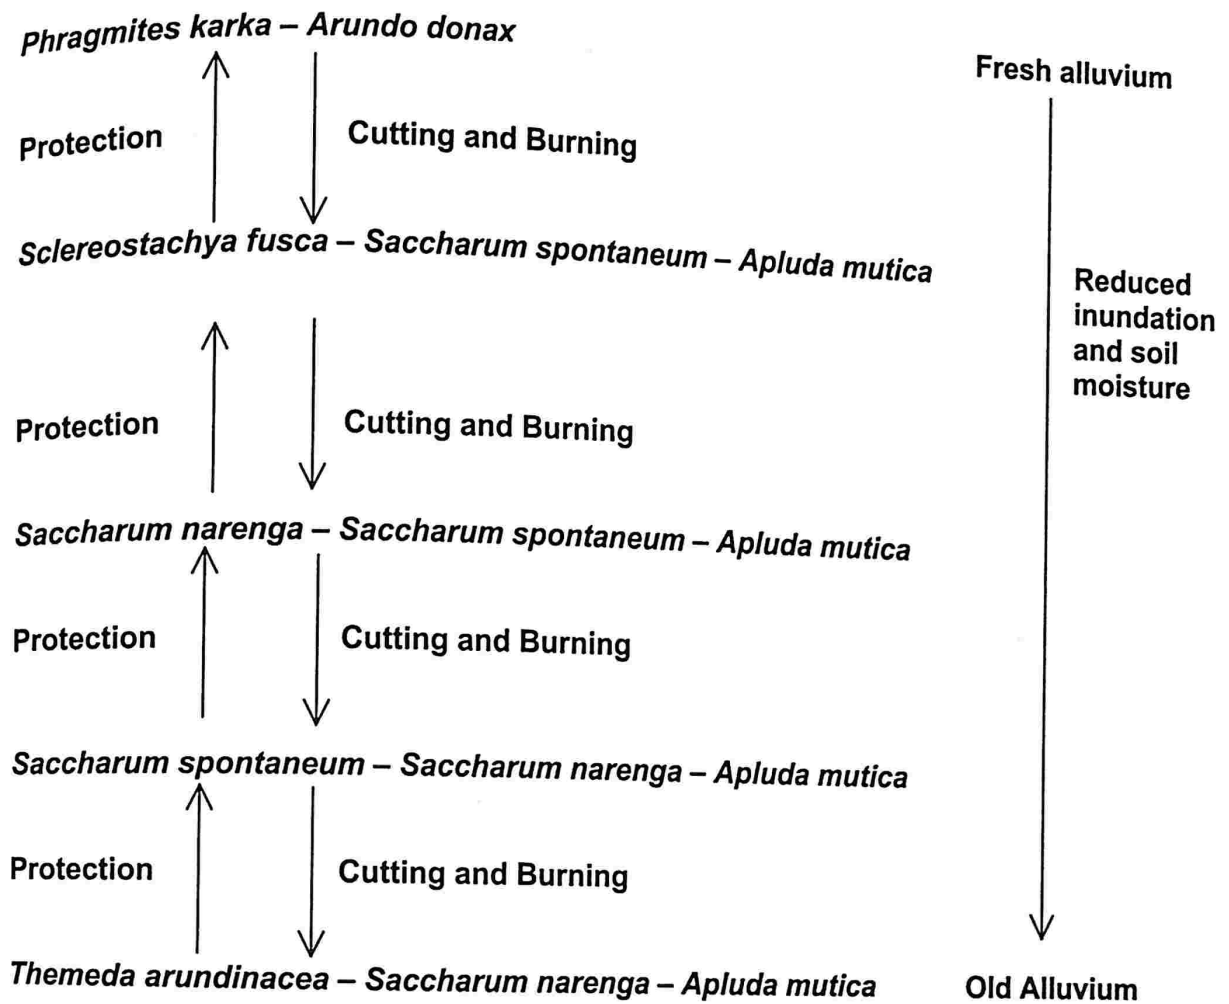 Phragmites karka – Arundo donax
Fresh alluvium
Protection
Cutting and Burning
Sclereostachya fusca – Saccharum spontaneum – Apluda mutica
Reduced
inundation
and soil
moisture
Protection
Cutting and Burning
Saccharum narenga – Saccharum spontaneum – Apluda mutica
Protection
Cutting and Burning
Saccharum spontaneum – Saccharum narenga – Apluda mutica
Protection
Cutting and Burning
Themeda arundinacea – Saccharum narenga – Apluda mutica
Old Alluvium